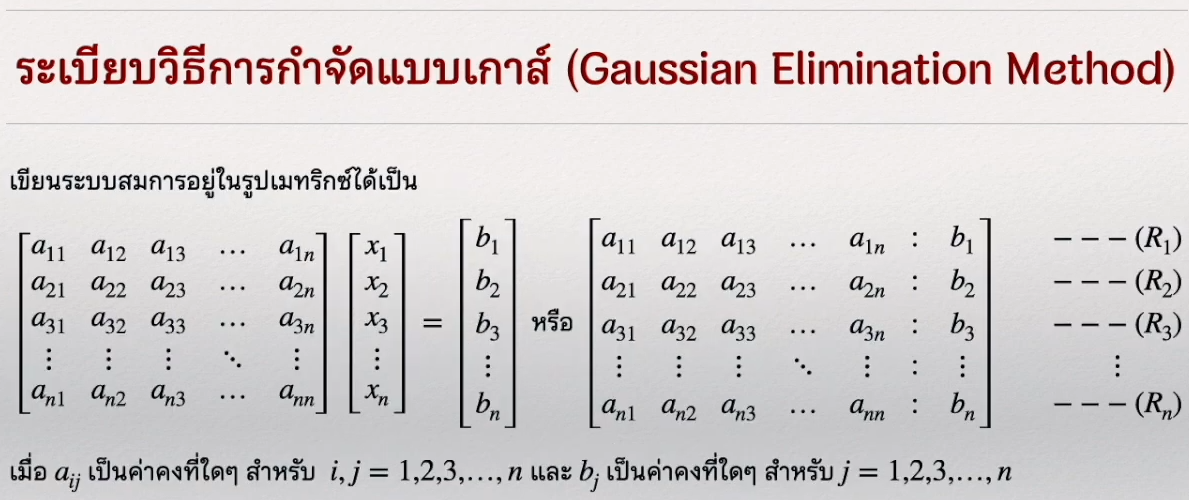 ระเบียบวิธีการกำจัดแบบเกาส์ (Gaussian Elimination Method)
เขียนระบบสมการอยู่ในรูปเมทริกซ์ได้เป็น
[a₁₁ a₁₂ a₁₃ … a₁ₙ] [x₁] [b₁] [a₁₁ a₁₂ a₁₃ … a₁ₙ : b₁] −−−(R₁)
[a₂₁ a₂₂ a₂₃ … a₂ₙ] [x₂] [b₂] [a₂₁ a₂₂ a₂₃ … a₂ₙ : b₂] −−−(R₂)
[a₃₁ a₃₂ a₃₃ … a₃ₙ] [x₃] = [b₃] หรือ [a₃₁ a₃₂ a₃₃ … a₃ₙ : b₃] −−−(R₃)
[⋮ ⋮ ⋮ ⋱ ⋮] [⋮] [⋮] [⋮ ⋮ ⋮ ⋱ ⋮ : ⋮] ⋮
[aₙ₁ aₙ₂ aₙ₃ … aₙₙ] [xₙ] [bₙ] [aₙ₁ aₙ₂ aₙ₃ … aₙₙ : bₙ] −−−(Rₙ)
เมื่อ aᵢⱼ เป็นค่าคงที่ใดๆ สำหรับ i, j = 1,2,3,…, n และ bⱼ เป็นค่าคงที่ใดๆ สำหรับ j = 1,2,3,…, n